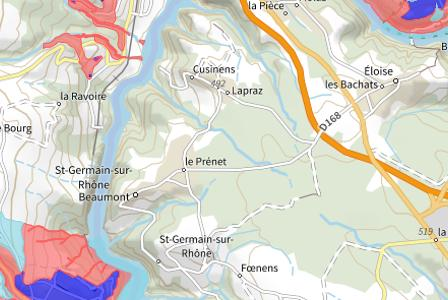 la Pièce
Éloise
Cusinens
les Bachats
492
Lapraz
la Ravoire
D168
Bourg
le Prénet
St-Germain-sur-
Rhône
Beaumont
St-Germain-sur-
Rhône
519
la
Fœnens